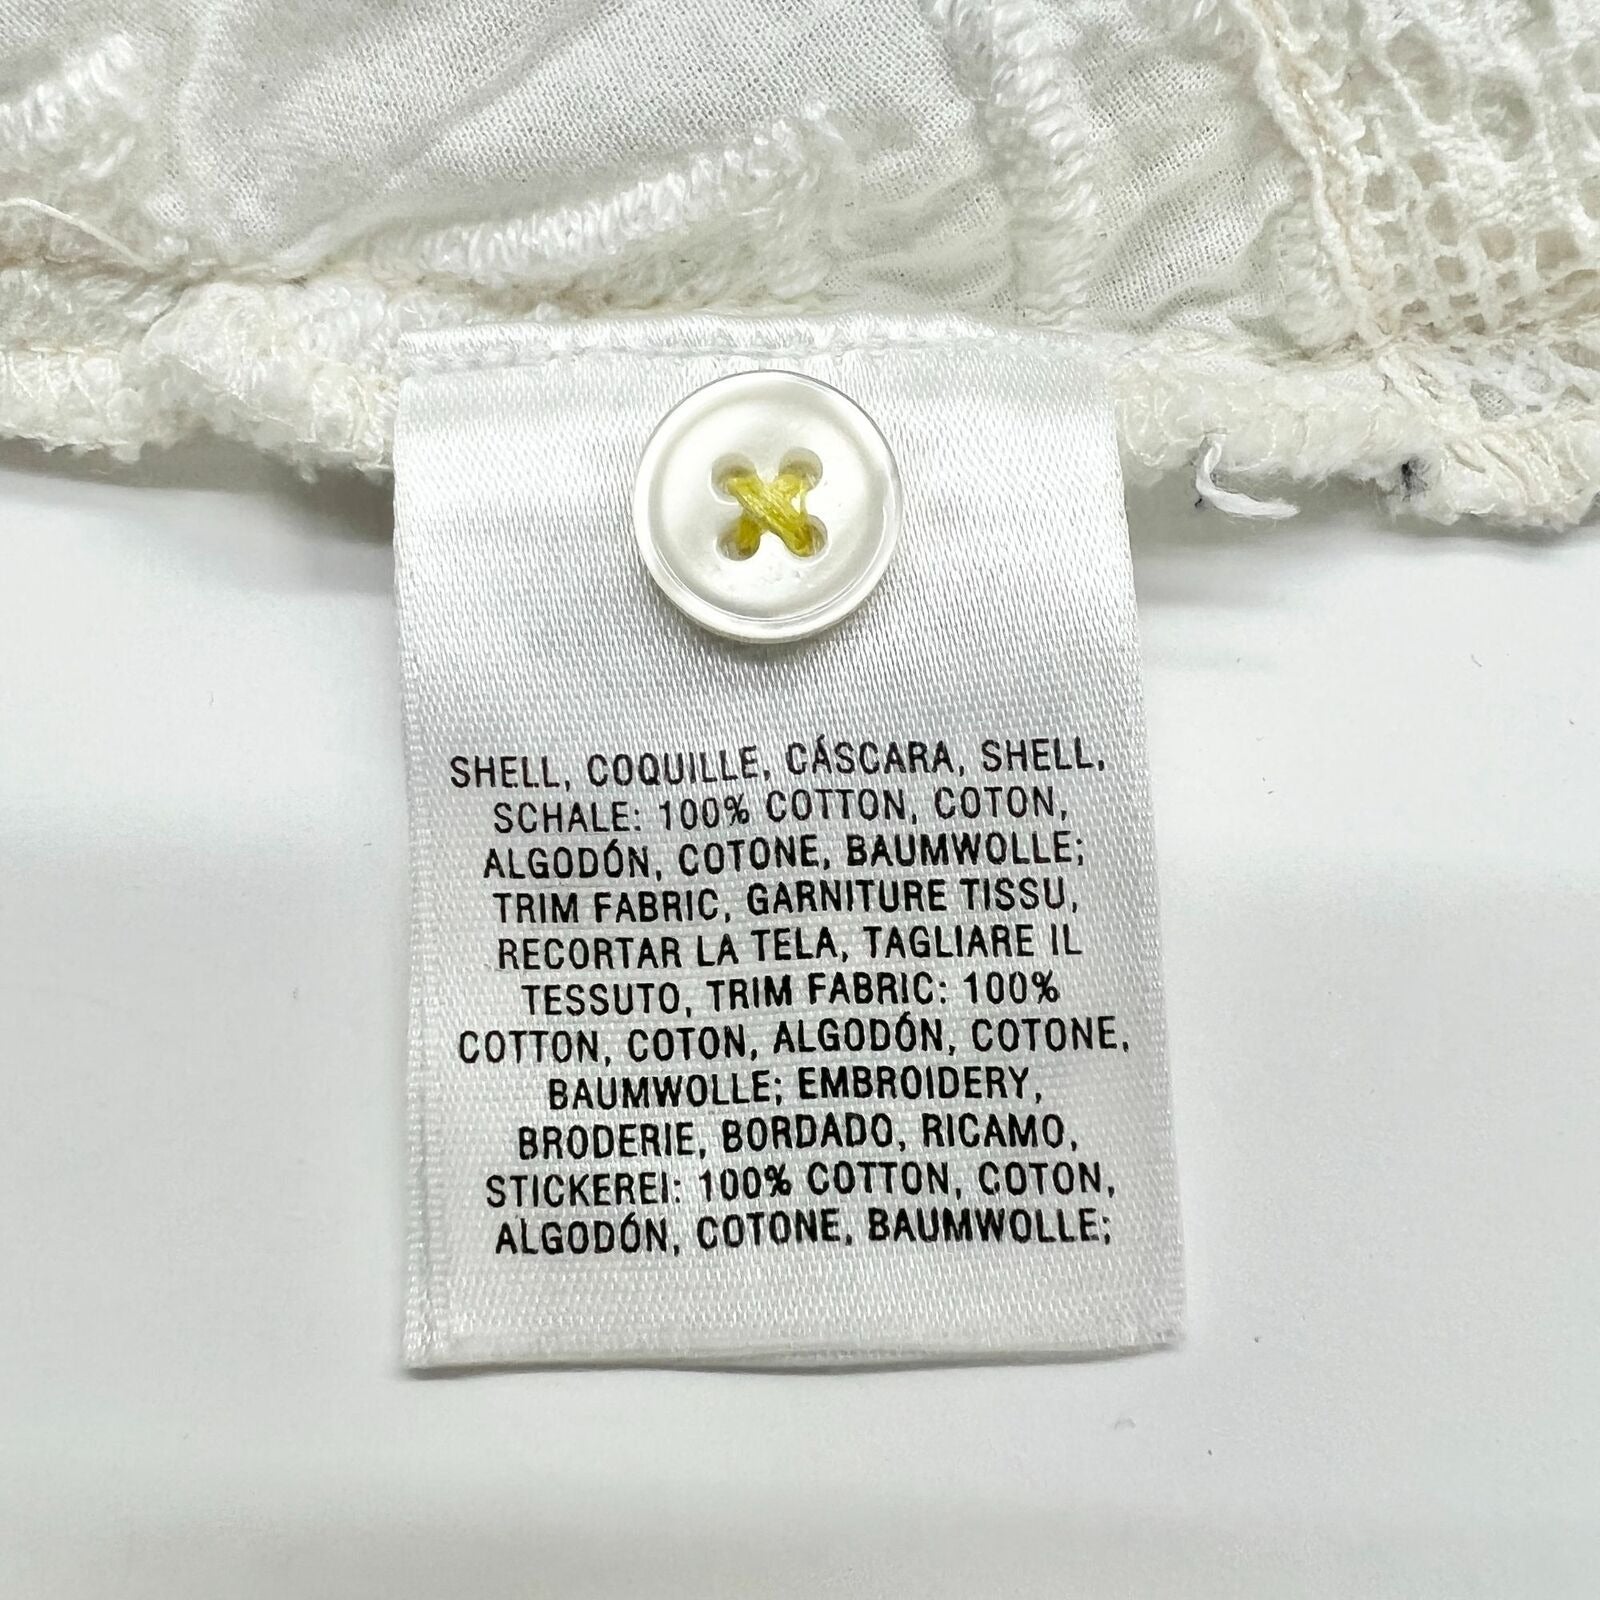 SHELL, COQUILLE, CÁSCARA, SHELL,
SCHALE: 100% COTTON, COTON,
ALGODÓN, COTONE, BAUMWOLLE;
TRIM FABRIC, GARNITURE TISSU,
RECORTAR LA TELA, TAGLIARE IL
TESSUTO, TRIM FABRIC: 100%
COTTON, COTON, ALGODÓN, COTONE,
BAUMWOLLE; EMBROIDERY,
BRODERIE, BORDADO, RICAMO,
STICKEREI: 100% COTTON, COTON,
ALGODÓN, COTONE, BAUMWOLLE;